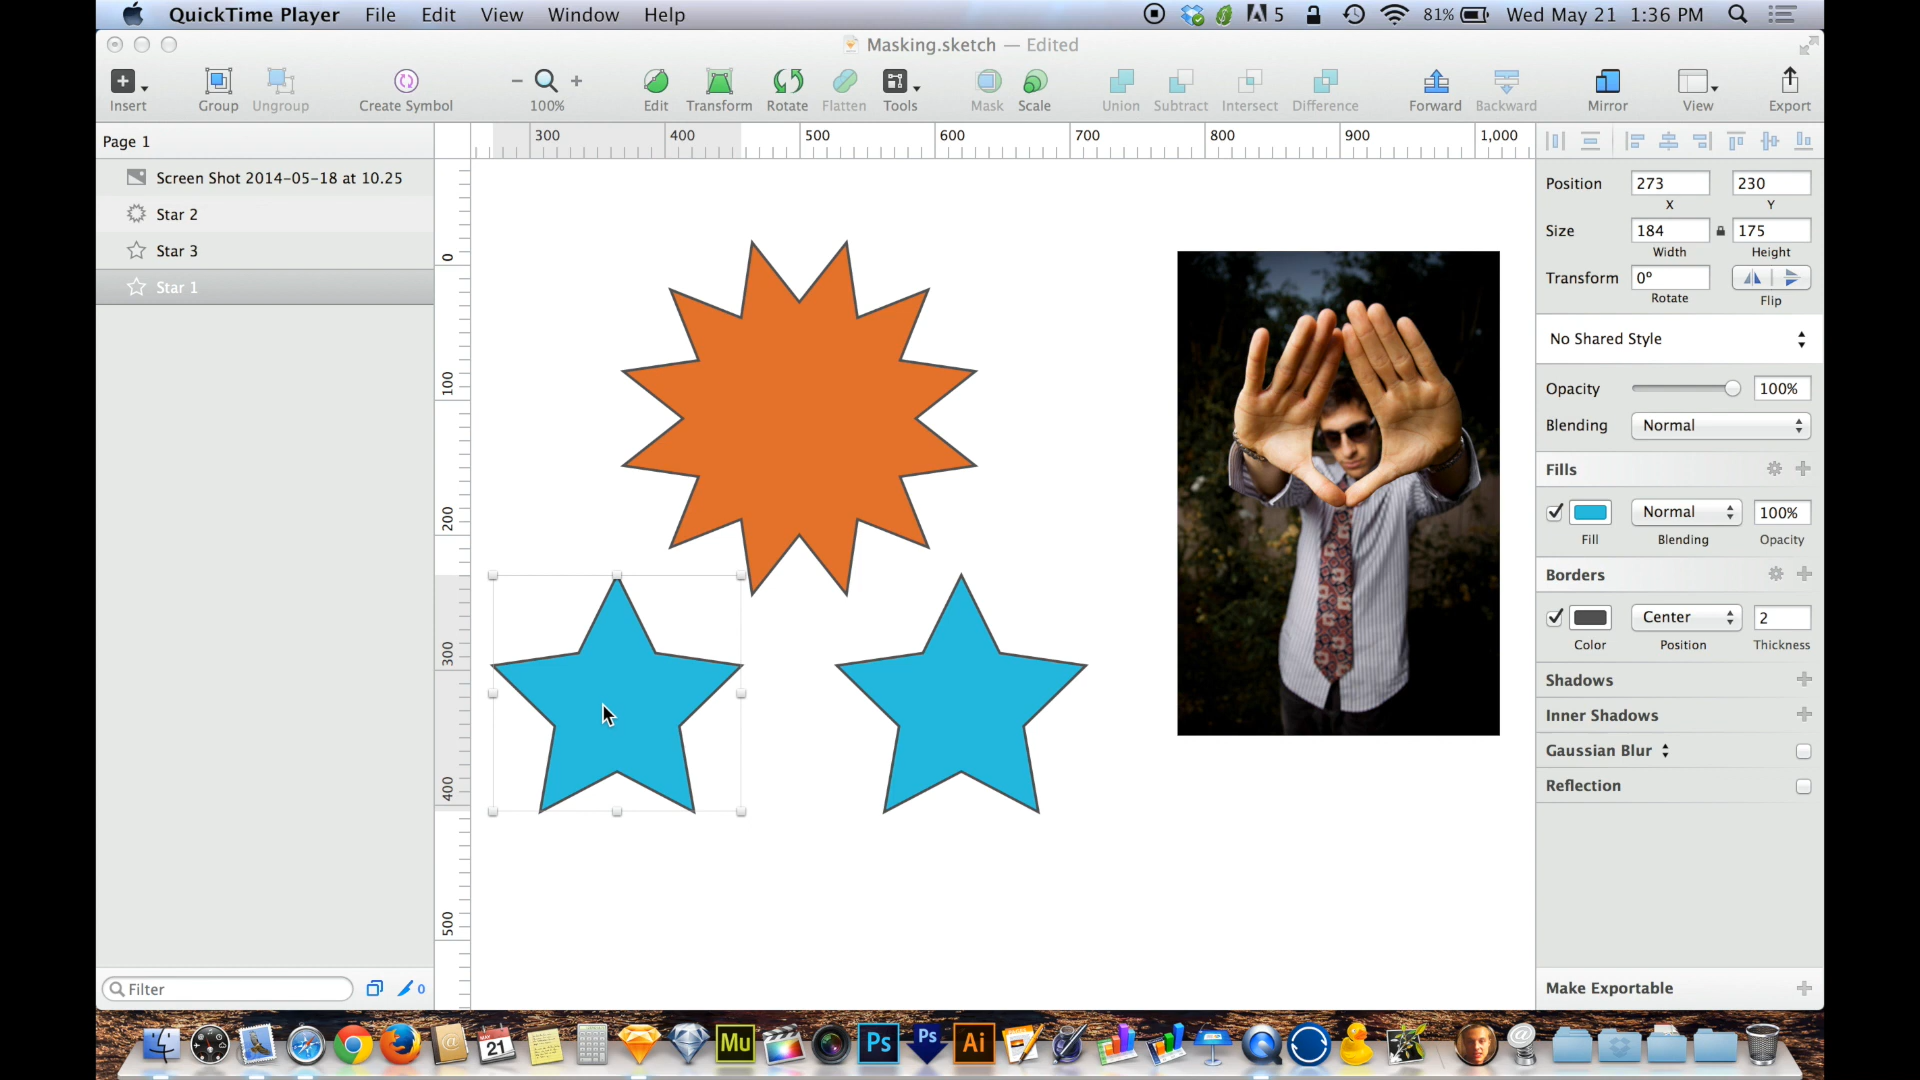 QuickTime Player File Edit View Window Help
5 81% Wed May 21 1:36 PM
Masking.sketch — Edited
100%
Insert Group Ungroup Create Symbol Edit Transform Rotate Flatten Tools Mask Scale Union Subtract Intersect Difference Forward Backward Mirror View Export
Page 1
300 400 500 600 700 800 900 1,000
Screen Shot 2014-05-18 at 10.25
Star 2
Star 3
Star 1
0
100
200
300
400
500
Position 273 230
X Y
Size 184 175
Width Height
Transform 0º
Rotate Flip
No Shared Style
Opacity 100%
Blending Normal
Fills
Normal 100%
Fill Blending Opacity
Borders
Center 2
Color Position Thickness
Shadows
Inner Shadows
Gaussian Blur
Reflection
Make Exportable
Filter 0
MAY
21
Mu Ps Ps Ai
@
@